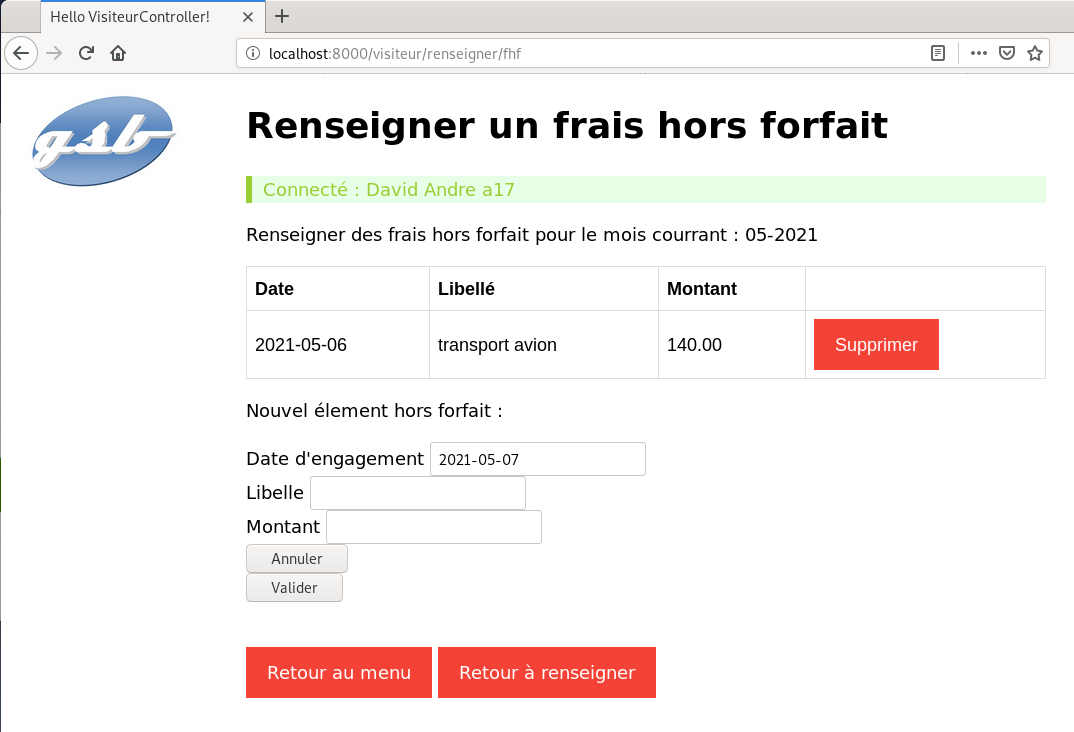 Hello VisiteurController!
localhost:8000/visiteur/renseigner/fhf
gsb
Renseigner un frais hors forfait
Connecté : David Andre a17
Renseigner des frais hors forfait pour le mois courrant : 05-2021
Date Libellé Montant
2021-05-06 transport avion 140.00 Supprimer
Nouvel élement hors forfait :
Date d'engagement 2021-05-07
Libelle
Montant
Annuler
Valider
Retour au menu Retour à renseigner